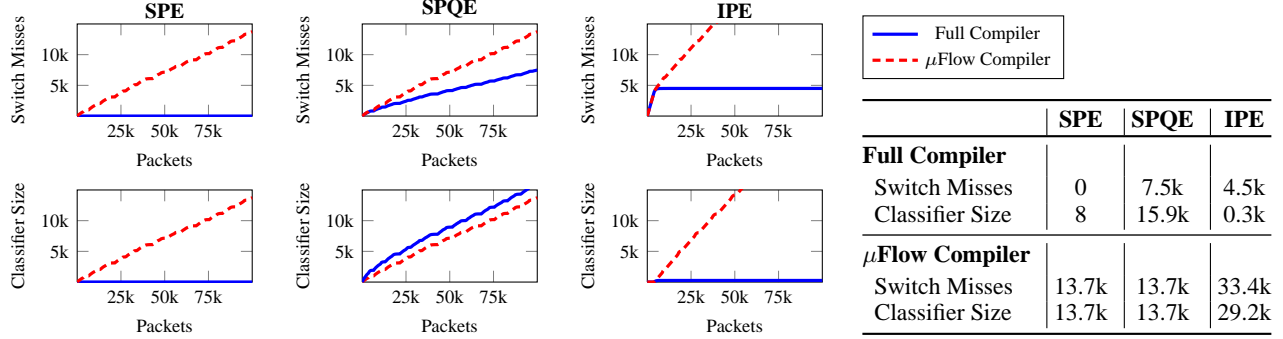 SPE
Switch Misses
10k
5k
25k 50k 75k
Packets
SPQE
Switch Misses
10k
5k
25k 50k 75k
Packets
IPE
Switch Misses
10k
5k
25k 50k 75k
Packets
Classifier Size
10k
5k
25k 50k 75k
Packets
Classifier Size
10k
5k
25k 50k 75k
Packets
Classifier Size
10k
5k
25k 50k 75k
Packets
Full Compiler
μFlow Compiler
SPE SPQE IPE
Full Compiler
Switch Misses 0 7.5k 4.5k
Classifier Size 8 15.9k 0.3k
μFlow Compiler
Switch Misses 13.7k 13.7k 33.4k
Classifier Size 13.7k 13.7k 29.2k